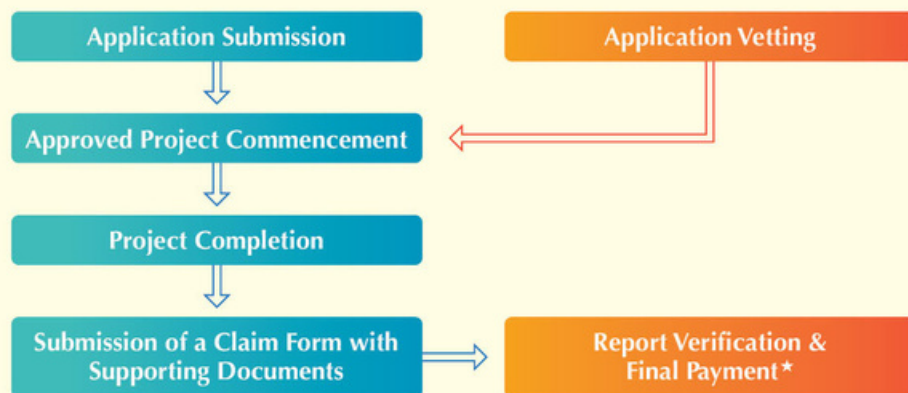 Application Submission
Application Vetting
Approved Project Commencement
Project Completion
Submission of a Claim Form with
Supporting Documents
Report Verification &
Final Payment★